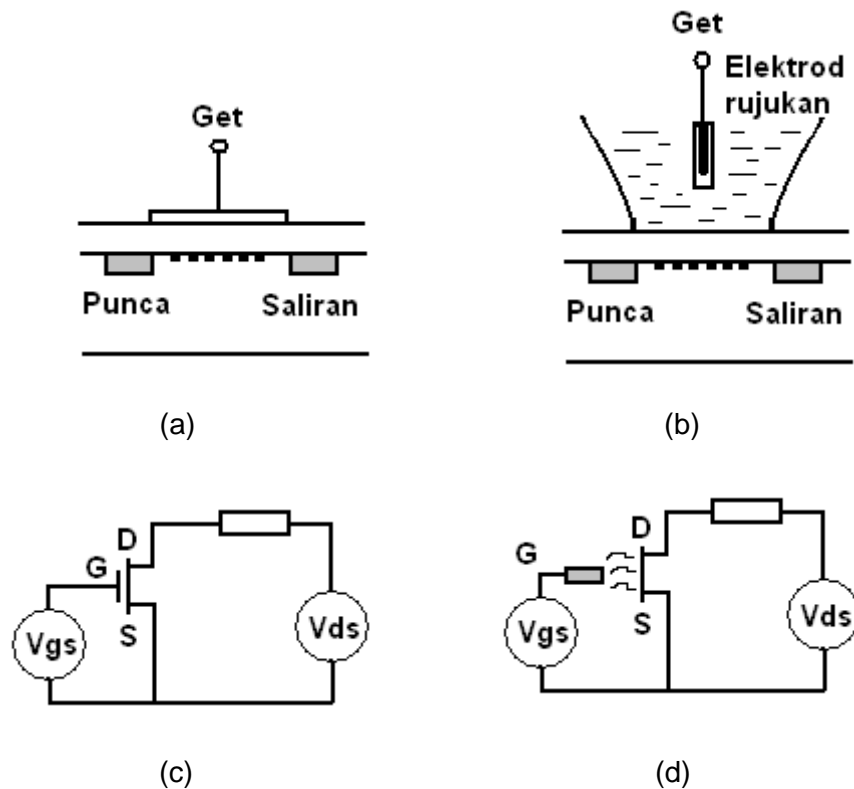 Get
Punca Saliran
(a)
Get
Elektrod
rujukan
Punca Saliran
(b)
D
G
S
Vgs
Vds
(c)
D
G
S
Vgs
Vds
(d)